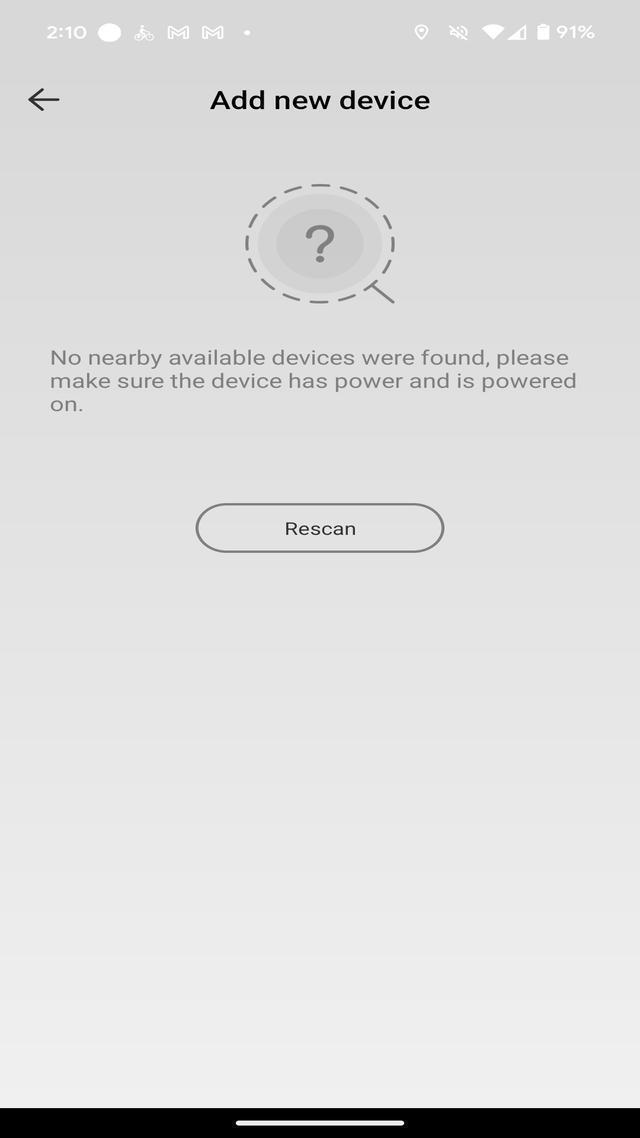 2:10
91%
Add new device
?
No nearby available devices were found, please
make sure the device has power and is powered
on.
Rescan